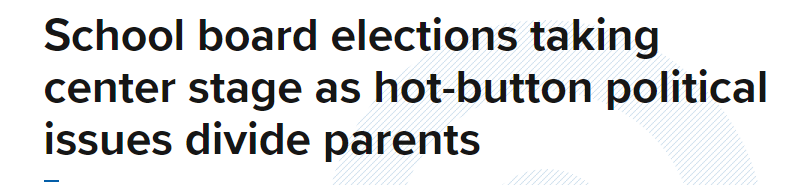 School board elections taking
center stage as hot-button political
issues divide parents